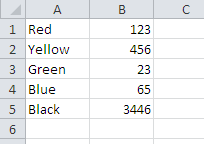 A B C
1 Red 123
2 Yellow 456
3 Green 23
4 Blue 65
5 Black 3446
6